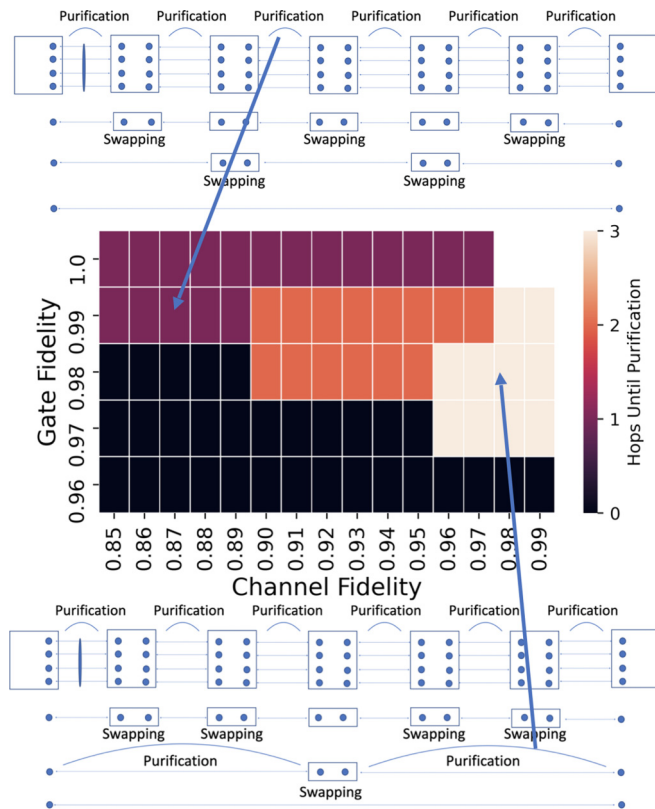 Purification Purification Purification Purification Purification Purification
Swapping Swapping Swapping
Swapping Swapping
Gate Fidelity
1.0
0.99
0.98
0.97
0.96
3
2
1
0
Hops Until Purification
0.85 0.86 0.87 0.88 0.89 0.90 0.91 0.92 0.93 0.94 0.95 0.96 0.97 0.98 0.99
Channel Fidelity
Purification Purification Purification Purification Purification Purification
Swapping Swapping Swapping Swapping
Purification Purification
Swapping